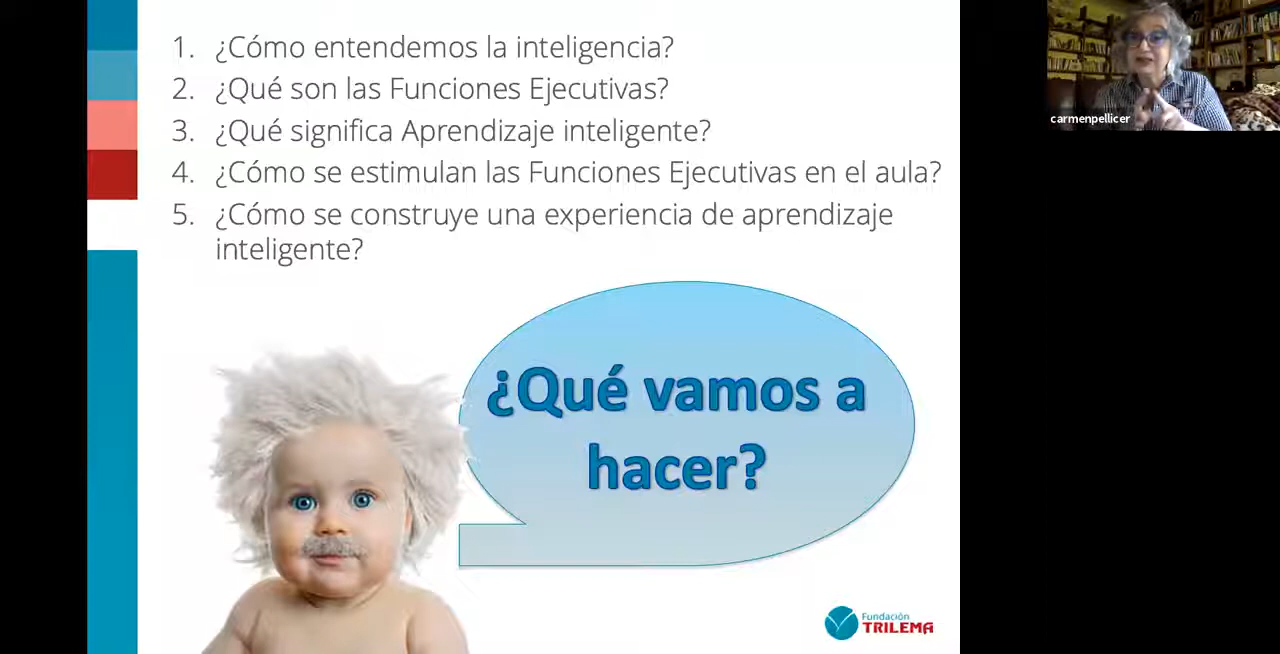 1. ¿Cómo entendemos la inteligencia?
2. ¿Qué son las Funciones Ejecutivas?
3. ¿Qué significa Aprendizaje inteligente?
4. ¿Cómo se estimulan las Funciones Ejecutivas en el aula?
5. ¿Cómo se construye una experiencia de aprendizaje
inteligente?
¿Qué vamos a
hacer?
Fundación
TRILEMA
carmenpellicer